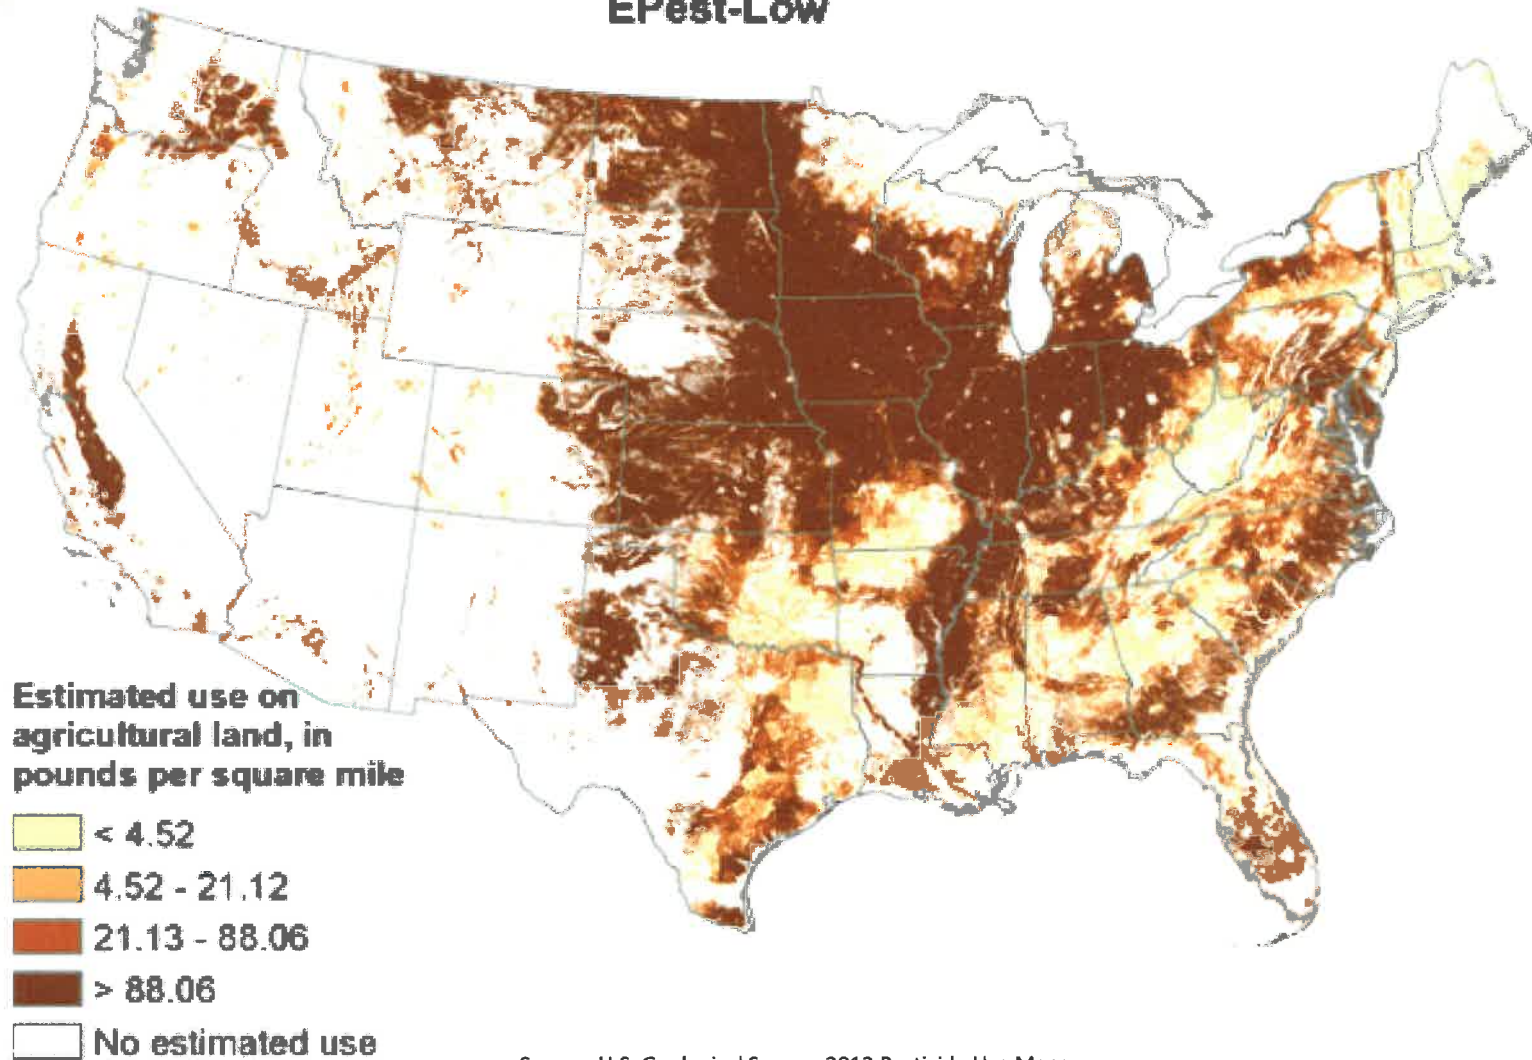 EPest-Low
Estimated use on
agricultural land, in
pounds per square mile
< 4.52
4.52 - 21.12
21.13 - 88.06
> 88.06
No estimated use